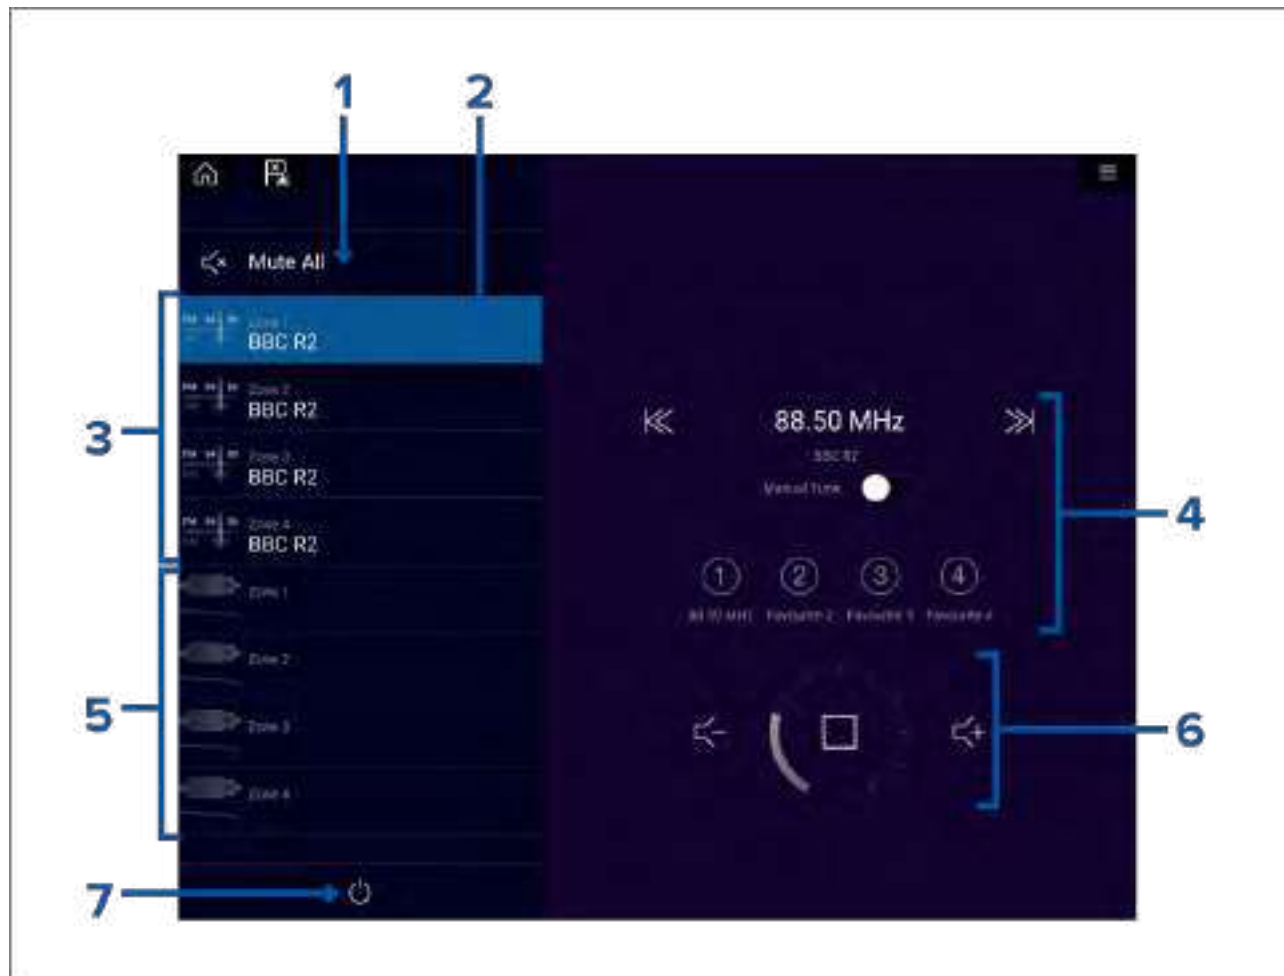 1
2
Mute All
Zone 1
BBC R2
3
Zone 2
BBC R2
Zone 3
BBC R2
Zone 4
BBC R2
88.50 MHz
BBC R2
Manual Tune
4
1
2
3
4
Favourite 2
Favourite 3
Favourite 4
5
Zone 1
Zone 2
Zone 3
Zone 4
6
7